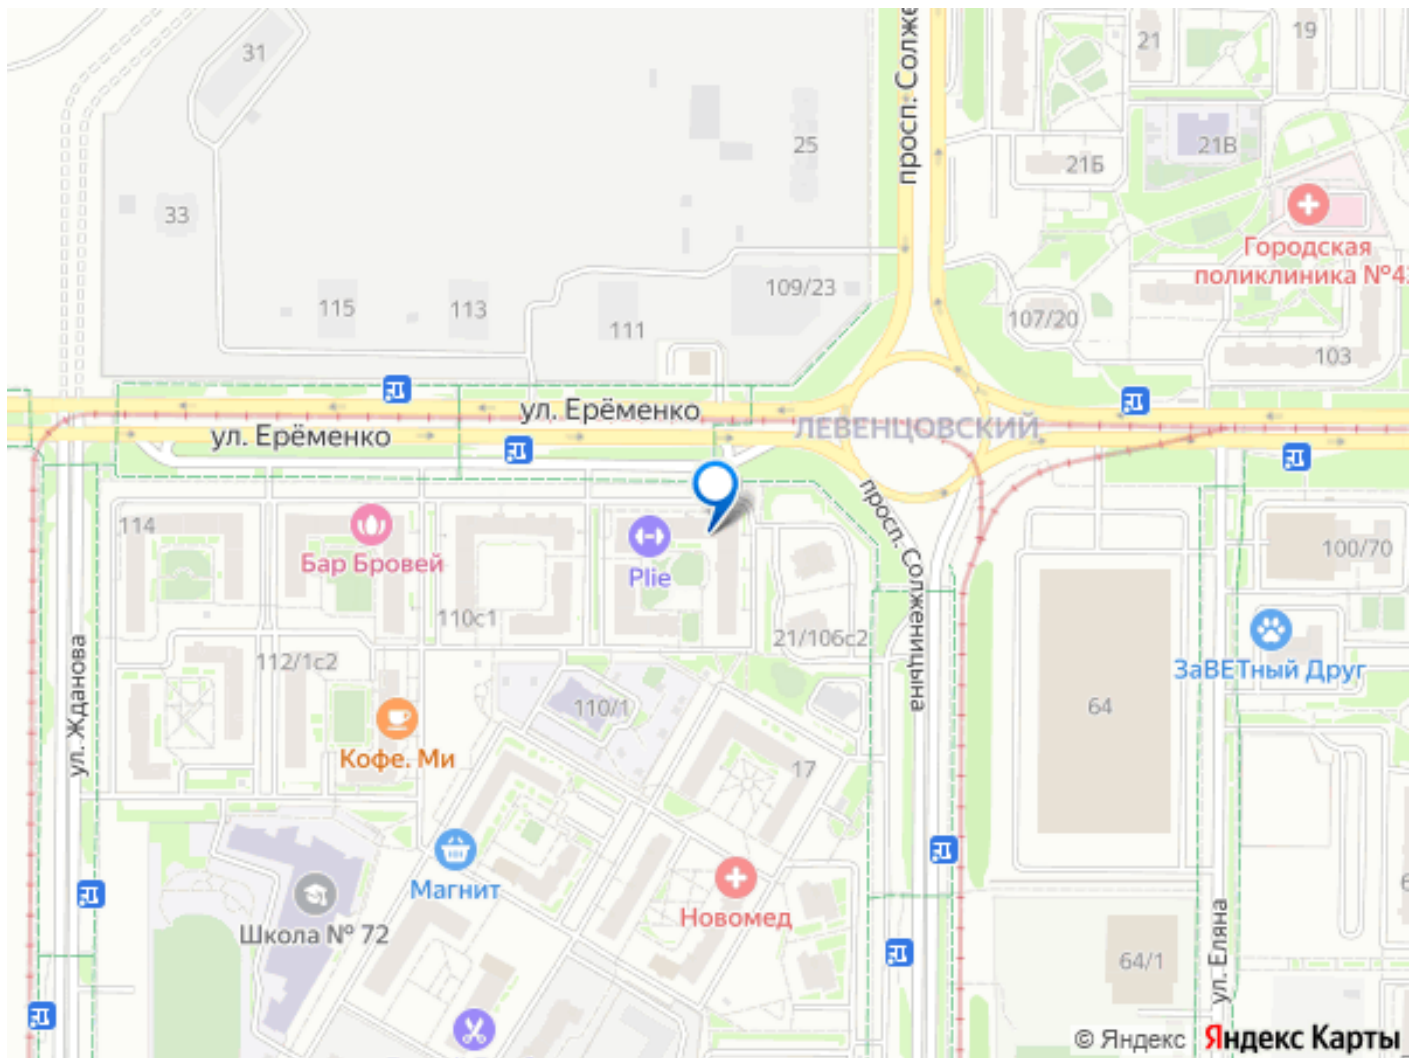 31
просп. Солже
21
19
25
21В
21Б
33
Городская
поликлиника №4
109/23
115
113
107/20
111
103
ул. Ерёменко
ул. Ерёменко
ЛЕВЕНЦОВСКИЙ
просп. Солженицына
114
Бар Бровей
Plie
100/70
110с1
21/106с2
112/1с2
ЗаВЕТный Друг
ул. Жданова
110/1
64
Кофе. Ми
17
Магнит
Новомед
Школа № 72
64/1
ул. Еляна
6
© Яндекс Яндекс Карты